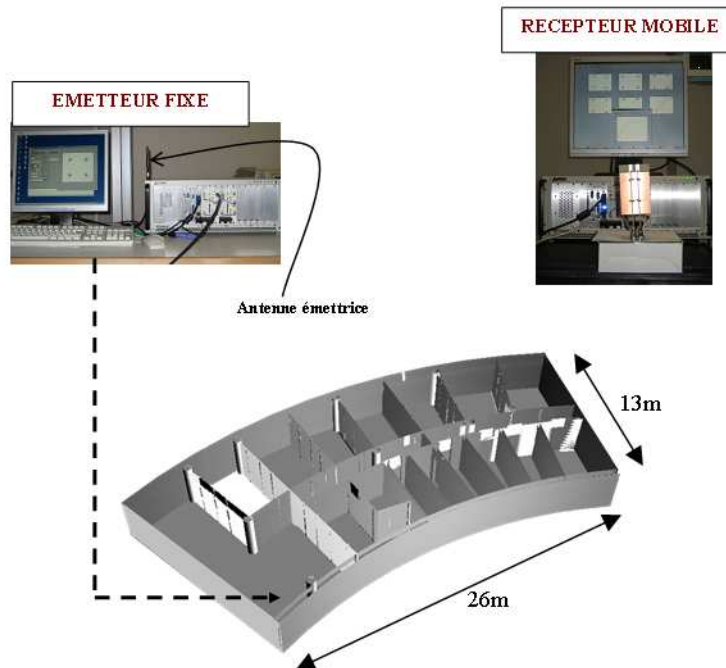 RECEPTEUR MOBILE
EMETTEUR FIXE
Antenne émettrice
13m
26m